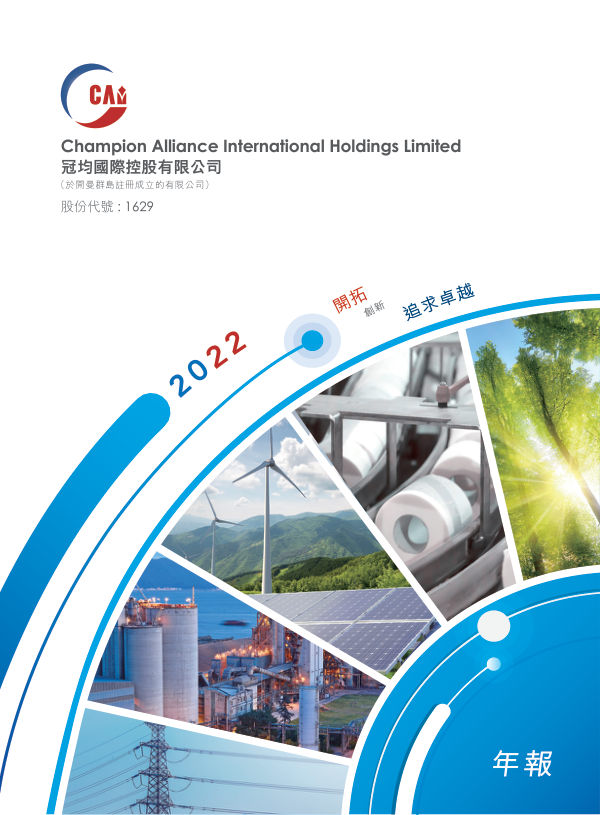 CAI
Champion Alliance International Holdings Limited
冠均國際控股有限公司
（於開曼群島註冊成立的有限公司）
股份代號 : 1629
2022
開拓
創新
追求卓越
年報